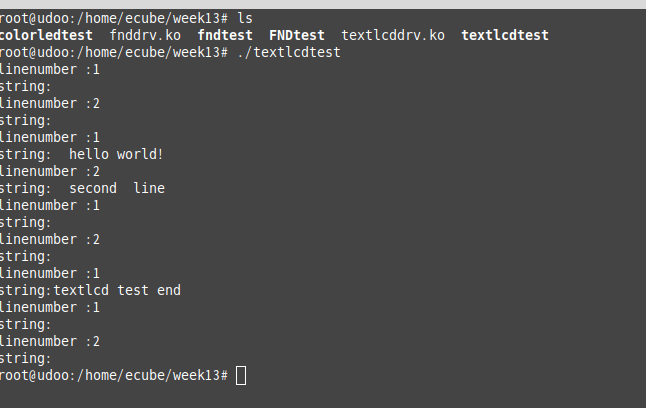 root@udoo:/home/ecube/week13# ls
colorledtest  fnddrv.ko  fndtest  FNDtest  textlcddrv.ko  textlcdtest
root@udoo:/home/ecube/week13# ./textlcdtest
linenumber :1
string:
linenumber :2
string:
linenumber :1
string:  hello world!
linenumber :2
string:  second  line
linenumber :1
string:
linenumber :2
string:
linenumber :1
string:textlcd test end
linenumber :1
string:
linenumber :2
string:
root@udoo:/home/ecube/week13#